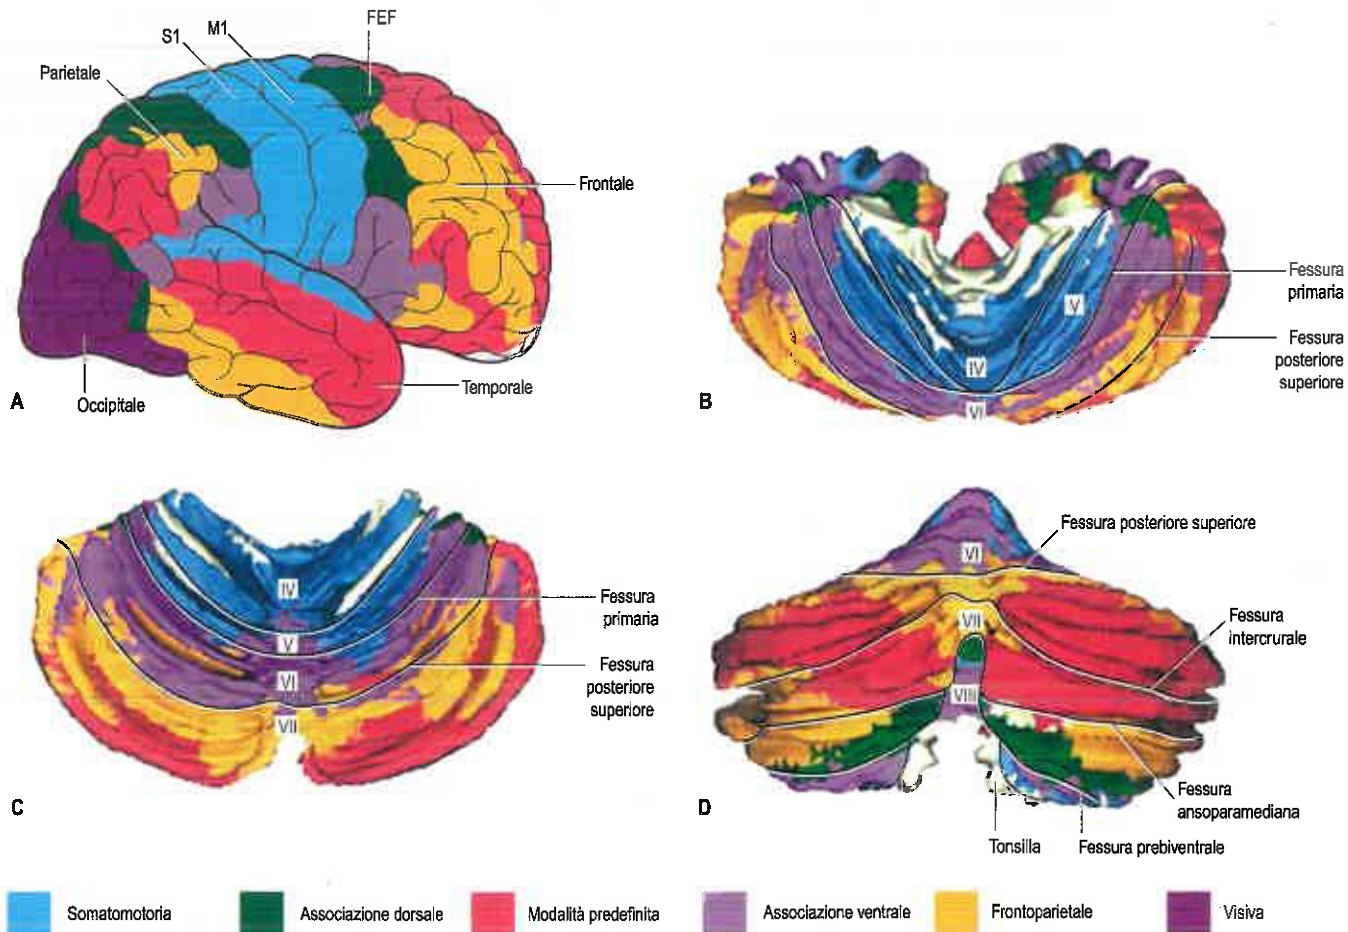 FEF
S1
M1
Parietale
Frontale
Temporale
Occipitale
A
Fessura
primaria
Fessura
posteriore
superiore
V
IV
VI
B
IV
V
VI
VII
Fessura
primaria
Fessura
posteriore
superiore
C
Fessura posteriore superiore
VI
VII
VIII
Fessura
intercrurale
Fessura
ansoparamediana
Tonsilla
Fessura prebiventrale
D
Somatomotoria
Associazione dorsale
Modalità predefinita
Associazione ventrale
Frontoparietale
Visiva